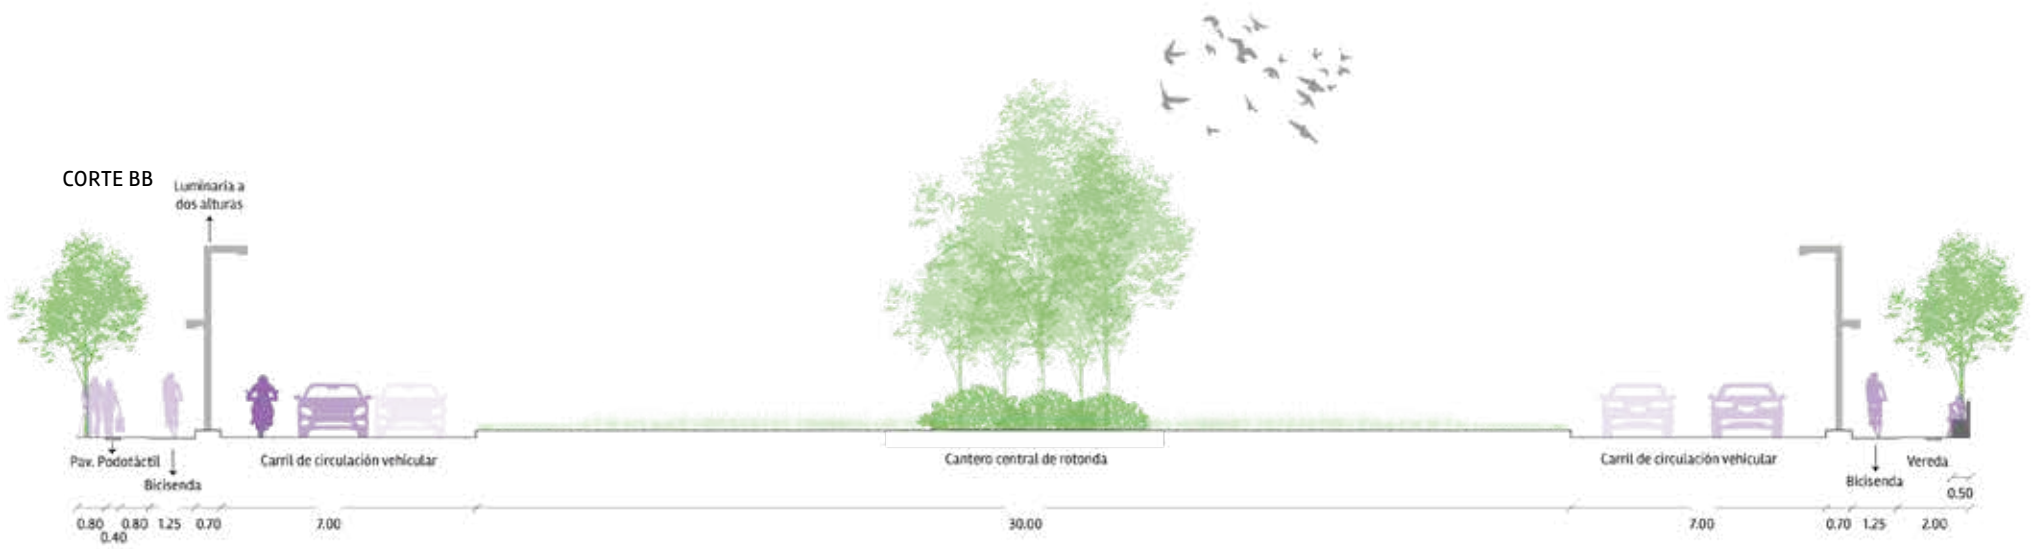 CORTE BB
Luminaria a
dos alturas
Pav. Podotáctil
Bicisenda
Carril de circulación vehicular
Cantero central de rotonda
Carril de circulación vehicular
Bicisenda
Vereda
0.50
0.80
0.40
0.80
1.25
0.70
7.00
30.00
7.00
0.70
1.25
2.00